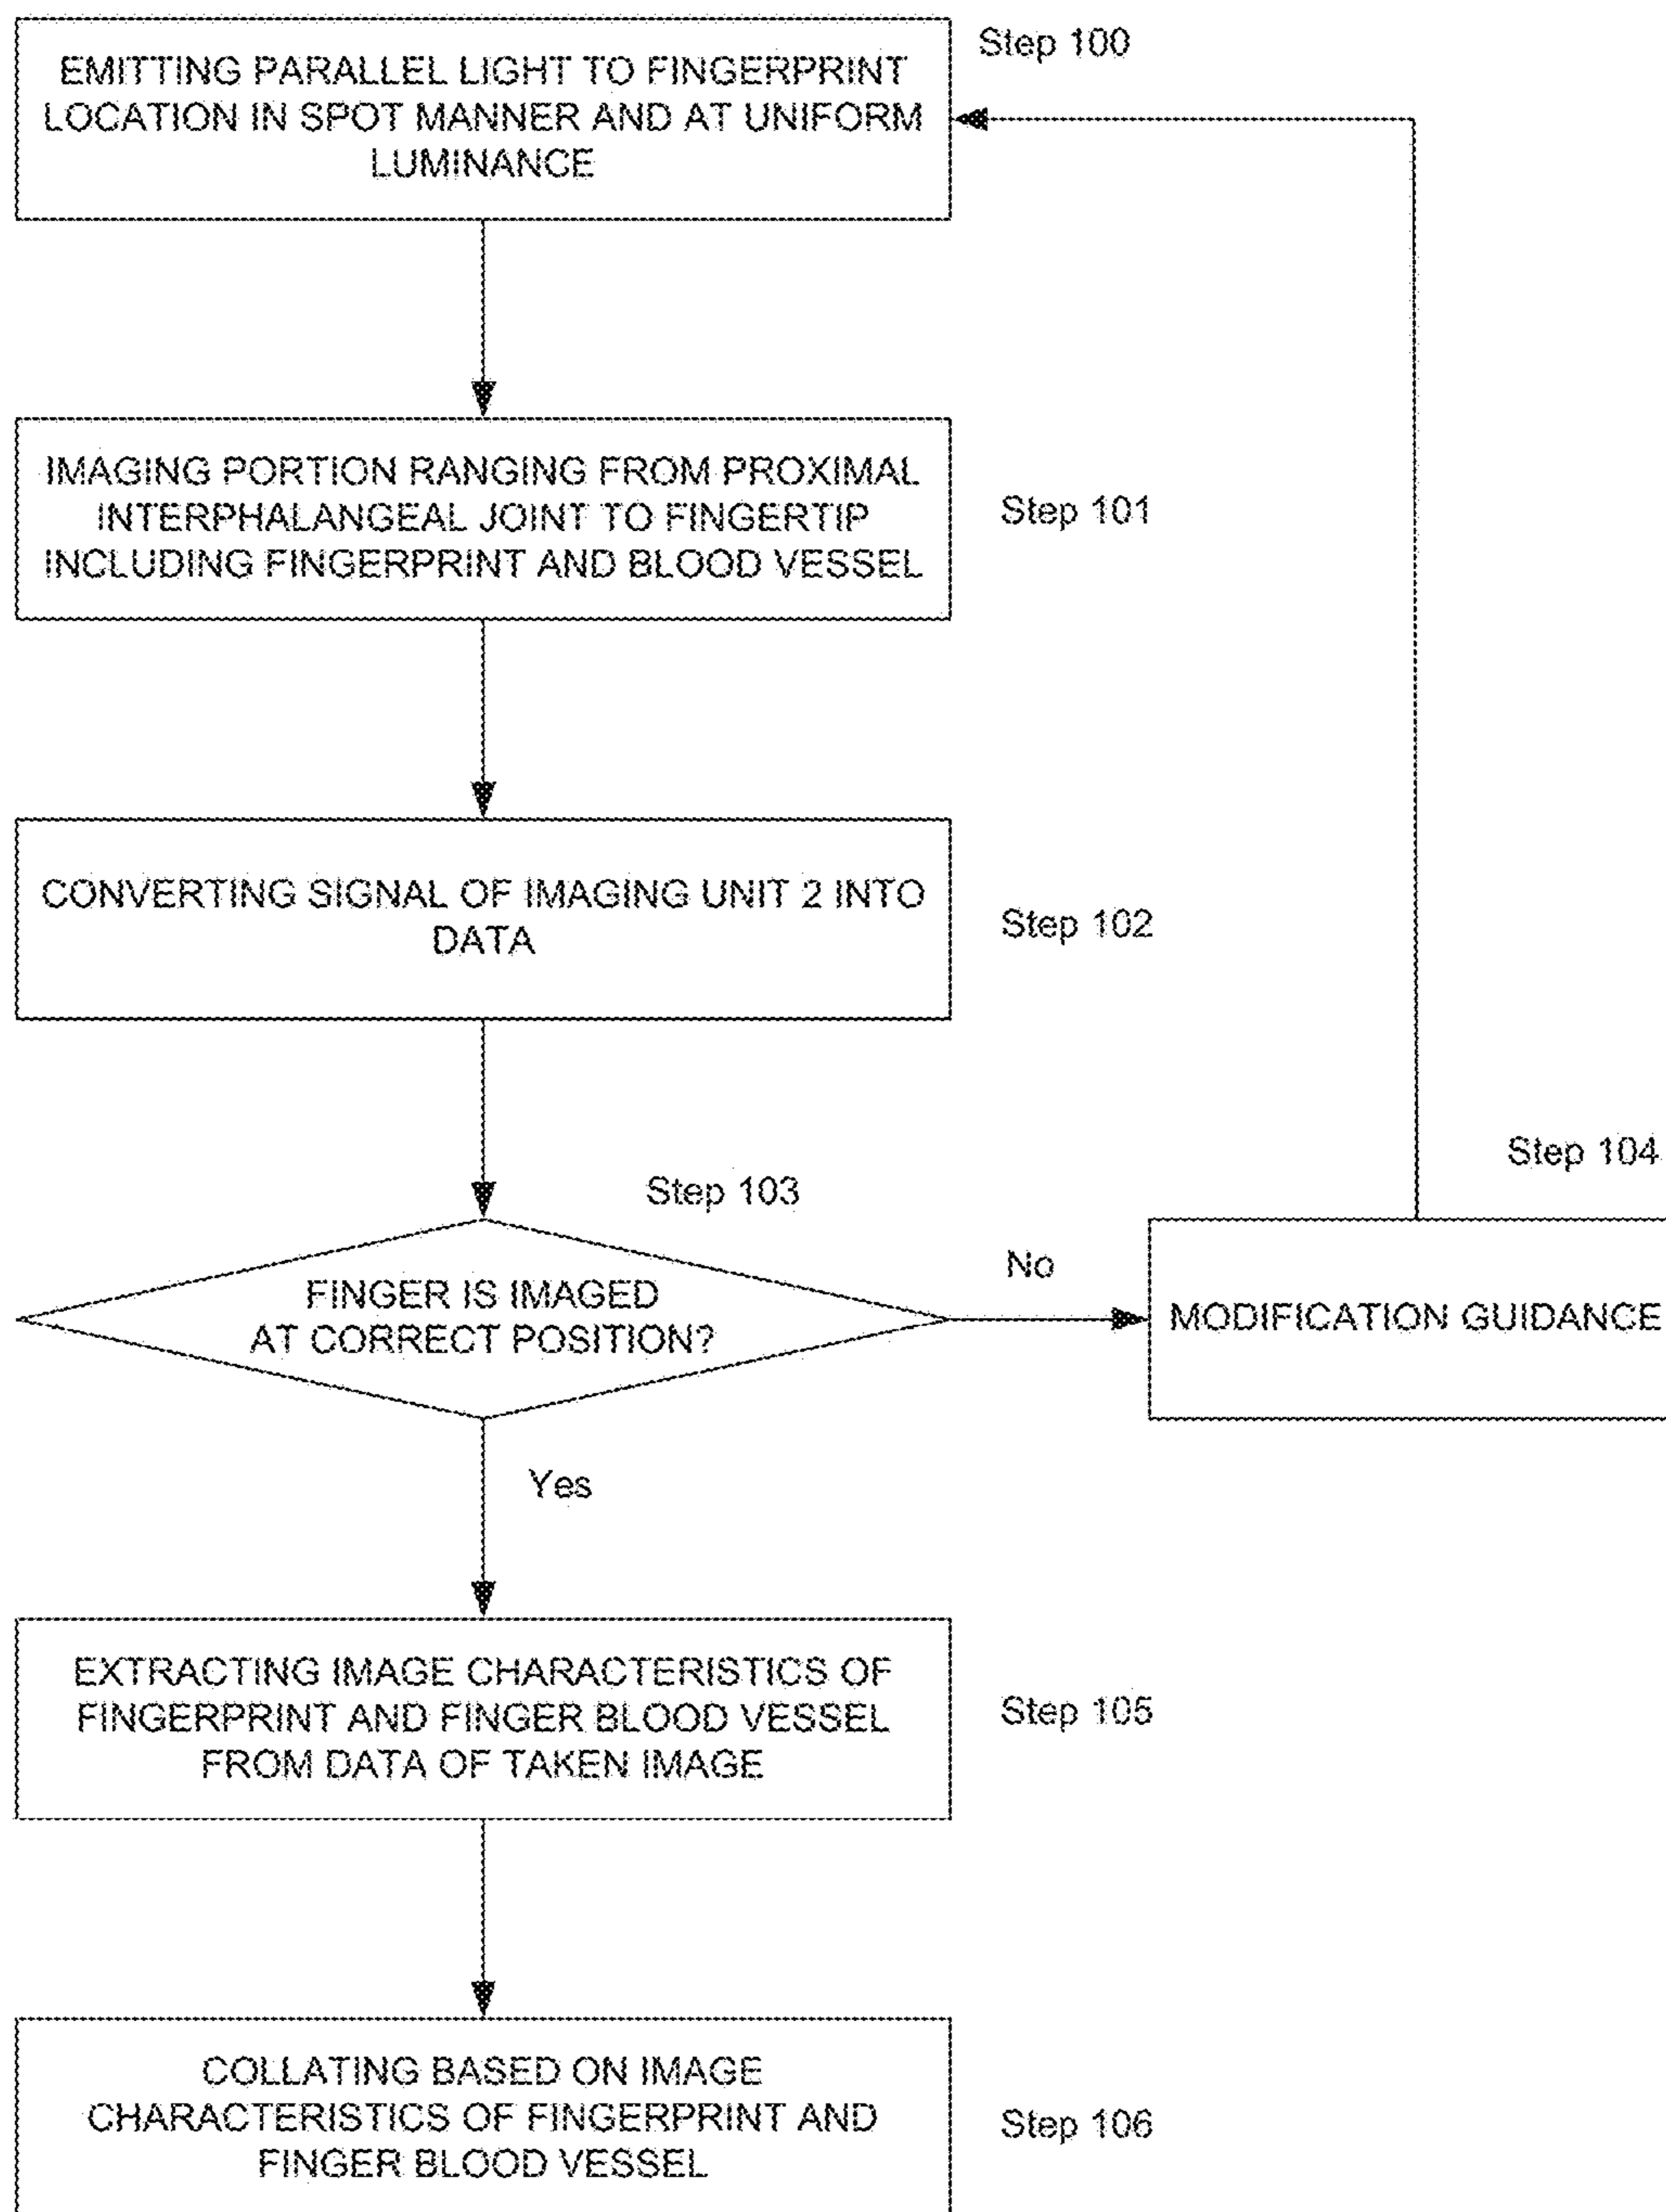 EMITTING PARALLEL LIGHT TO FINGERPRINT
LOCATION IN SPOT MANNER AND AT UNIFORM
LUMINANCE
Step 100
IMAGING PORTION RANGING FROM PROXIMAL
INTERPHALANGEAL JOINT TO FINGERTIP
INCLUDING FINGERPRINT AND BLOOD VESSEL
Step 101
CONVERTING SIGNAL OF IMAGING UNIT 2 INTO
DATA
Step 102
Step 103
FINGER IS IMAGED
AT CORRECT POSITION?
No
Step 104
MODIFICATION GUIDANCE
Yes
EXTRACTING IMAGE CHARACTERISTICS OF
FINGERPRINT AND FINGER BLOOD VESSEL
FROM DATA OF TAKEN IMAGE
Step 105
COLLATING BASED ON IMAGE
CHARACTERISTICS OF FINGERPRINT AND
FINGER BLOOD VESSEL
Step 106